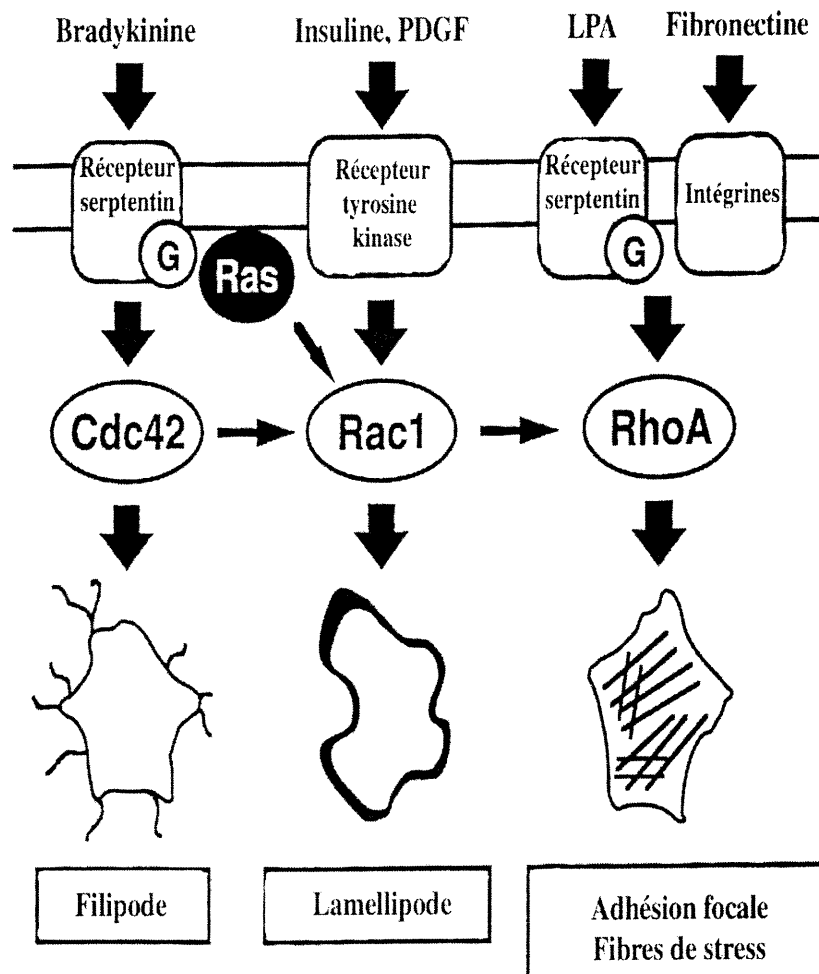 Bradykinine
Insuline, PDGF
LPA
Fibronectine
Récepteur
serptentin
G
Ras
Récepteur
tyrosine
kinase
Récepteur
serptentin
G
Intégrines
Cdc42
Rac1
RhoA
Filipode
Lamellipode
Adhésion focale
Fibres de stress